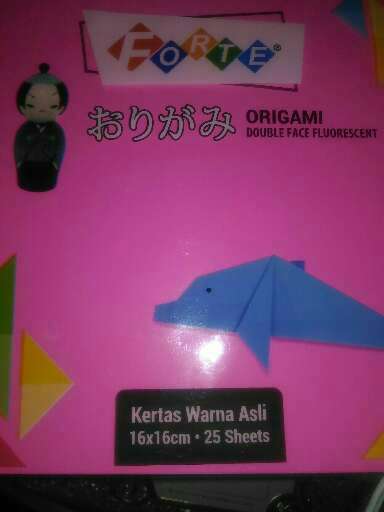 FORTE®
おりがみ
ORIGAMI
DOUBLE FACE FLUORESCENT
Kertas Warna Asli
16x16cm • 25 Sheets